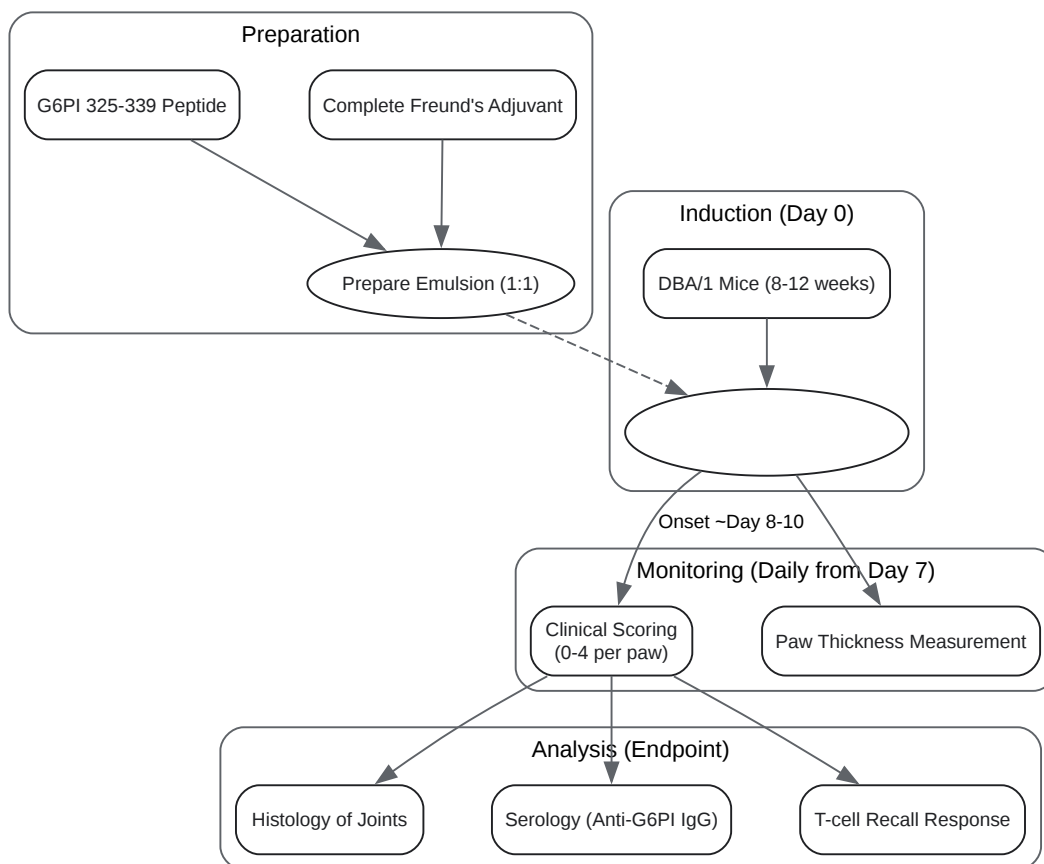 Preparation
G6PI 325-339 Peptide
Complete Freund's Adjuvant
Prepare Emulsion (1:1)
Induction (Day 0)
DBA/1 Mice (8-12 weeks)
Onset ~Day 8-10
Monitoring (Daily from Day 7)
Clinical Scoring
(0-4 per paw)
Paw Thickness Measurement
Analysis (Endpoint)
Histology of Joints
Serology (Anti-G6PI IgG)
T-cell Recall Response